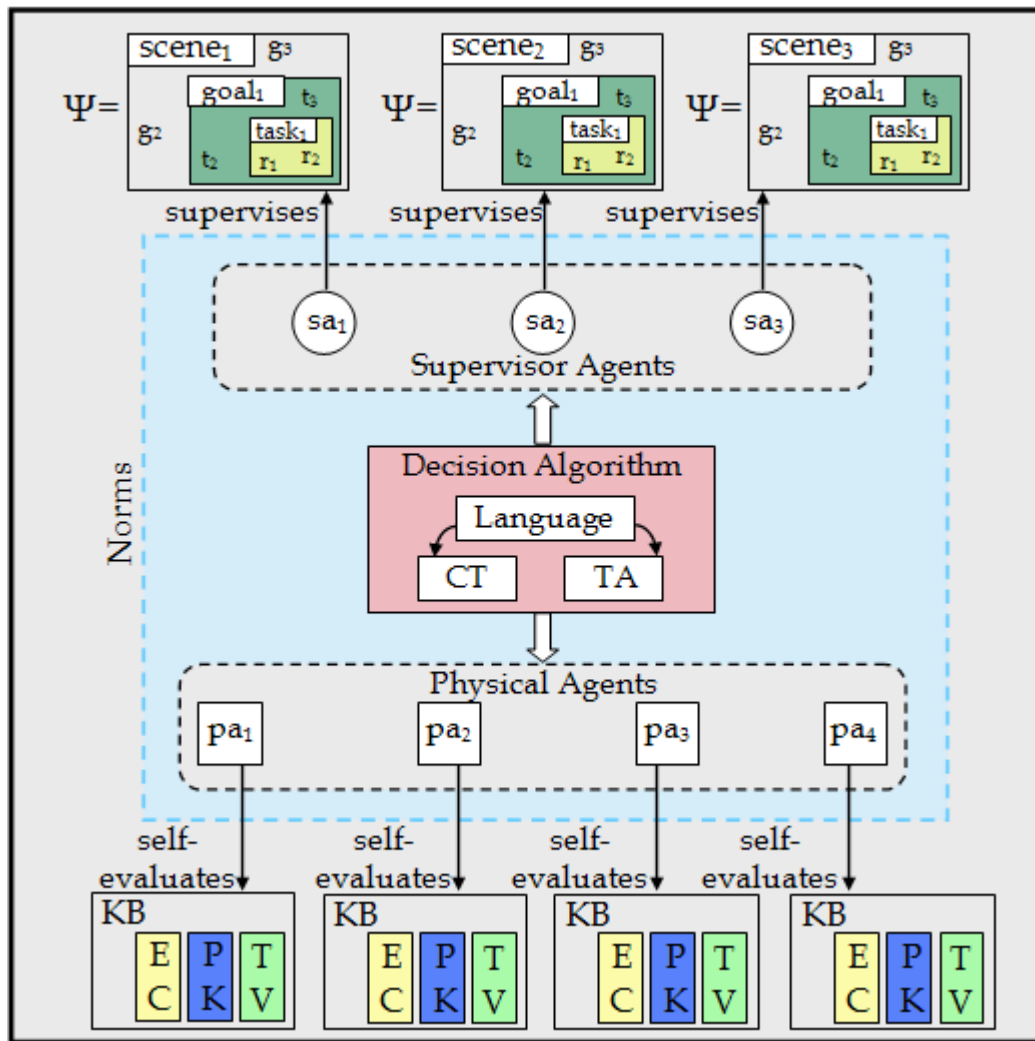 scene₁ g₃ scene₂ g₃ scene₃ g₃
goal₁ t₃ goal₁ t₃ goal₁ t₃
Ψ= Ψ= Ψ=
g₂ task₁ g₂ task₁ g₂ task₁
t₂ r₁ r₂ t₂ r₁ r₂ t₂ r₁ r₂
supervises supervises supervises
sa₁ sa₂ sa₃
Supervisor Agents
Norms
Decision Algorithm
Language
CT TA
Physical Agents
pa₁ pa₂ pa₃ pa₄
self- self- self- self-
evaluates evaluates evaluates evaluates
KB KB KB KB
E P T E P T E P T E P T
C K V C K V C K V C K V